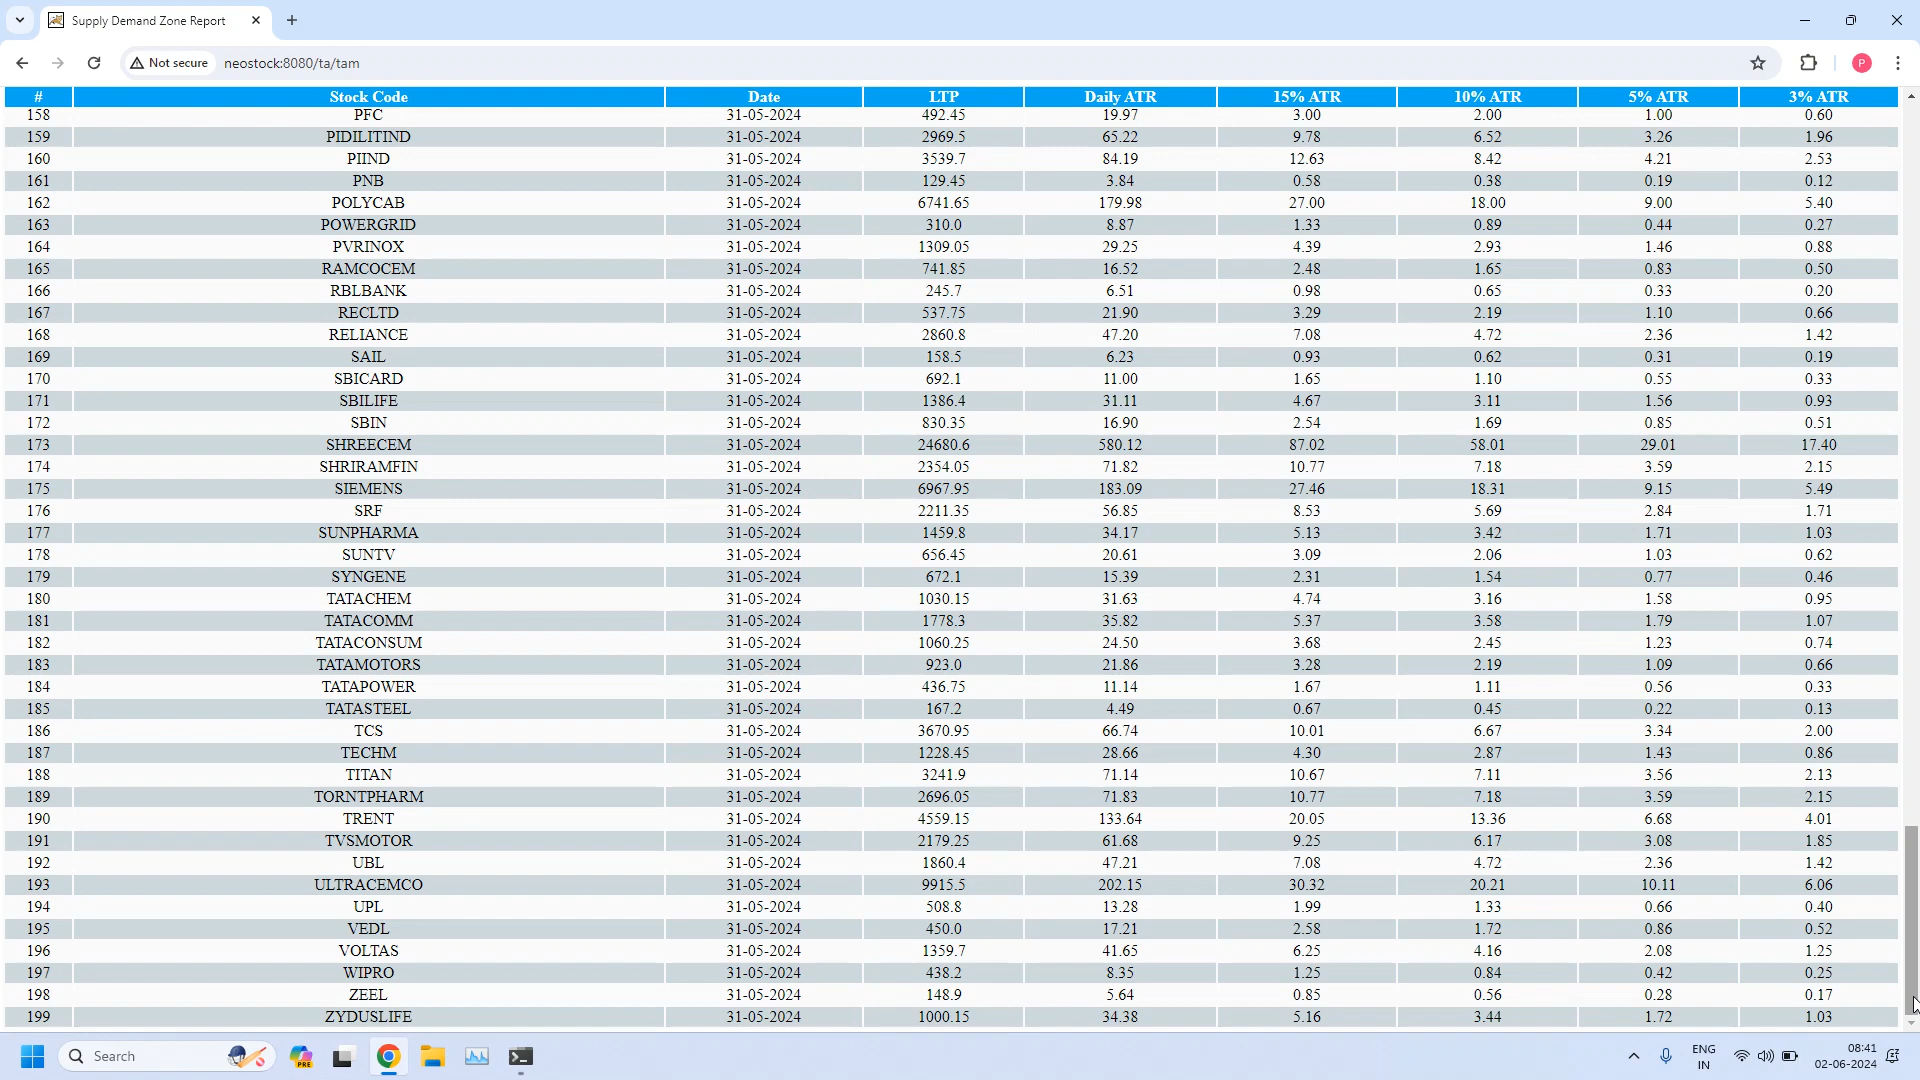 Supply Demand Zone Report
Not secure neostock:8080/ta/tam
P
# Stock Code Date LTP Daily ATR 15% ATR 10% ATR 5% ATR 3% ATR
158 PFC 31-05-2024 492.45 19.97 3.00 2.00 1.00 0.60
159 PIDILITIND 31-05-2024 2969.5 65.22 9.78 6.52 3.26 1.96
160 PIIND 31-05-2024 3539.7 84.19 12.63 8.42 4.21 2.53
161 PNB 31-05-2024 129.45 3.84 0.58 0.38 0.19 0.12
162 POLYCAB 31-05-2024 6741.65 179.98 27.00 18.00 9.00 5.40
163 POWERGRID 31-05-2024 310.0 8.87 1.33 0.89 0.44 0.27
164 PVRINOX 31-05-2024 1309.05 29.25 4.39 2.93 1.46 0.88
165 RAMCOCEM 31-05-2024 741.85 16.52 2.48 1.65 0.83 0.50
166 RBLBANK 31-05-2024 245.7 6.51 0.98 0.65 0.33 0.20
167 RECLTD 31-05-2024 537.75 21.90 3.29 2.19 1.10 0.66
168 RELIANCE 31-05-2024 2860.8 47.20 7.08 4.72 2.36 1.42
169 SAIL 31-05-2024 158.5 6.23 0.93 0.62 0.31 0.19
170 SBICARD 31-05-2024 692.1 11.00 1.65 1.10 0.55 0.33
171 SBILIFE 31-05-2024 1386.4 31.11 4.67 3.11 1.56 0.93
172 SBIN 31-05-2024 830.35 16.90 2.54 1.69 0.85 0.51
173 SHREECEM 31-05-2024 24680.6 580.12 87.02 58.01 29.01 17.40
174 SHRIRAMFIN 31-05-2024 2354.05 71.82 10.77 7.18 3.59 2.15
175 SIEMENS 31-05-2024 6967.95 183.09 27.46 18.31 9.15 5.49
176 SRF 31-05-2024 2211.35 56.85 8.53 5.69 2.84 1.71
177 SUNPHARMA 31-05-2024 1459.8 34.17 5.13 3.42 1.71 1.03
178 SUNTV 31-05-2024 656.45 20.61 3.09 2.06 1.03 0.62
179 SYNGENE 31-05-2024 672.1 15.39 2.31 1.54 0.77 0.46
180 TATACHEM 31-05-2024 1030.15 31.63 4.74 3.16 1.58 0.95
181 TATACOMM 31-05-2024 1778.3 35.82 5.37 3.58 1.79 1.07
182 TATACONSUM 31-05-2024 1060.25 24.50 3.68 2.45 1.23 0.74
183 TATAMOTORS 31-05-2024 923.0 21.86 3.28 2.19 1.09 0.66
184 TATAPOWER 31-05-2024 436.75 11.14 1.67 1.11 0.56 0.33
185 TATASTEEL 31-05-2024 167.2 4.49 0.67 0.45 0.22 0.13
186 TCS 31-05-2024 3670.95 66.74 10.01 6.67 3.34 2.00
187 TECHM 31-05-2024 1228.45 28.66 4.30 2.87 1.43 0.86
188 TITAN 31-05-2024 3241.9 71.14 10.67 7.11 3.56 2.13
189 TORNTPHARM 31-05-2024 2696.05 71.83 10.77 7.18 3.59 2.15
190 TRENT 31-05-2024 4559.15 133.64 20.05 13.36 6.68 4.01
191 TVSMOTOR 31-05-2024 2179.25 61.68 9.25 6.17 3.08 1.85
192 UBL 31-05-2024 1860.4 47.21 7.08 4.72 2.36 1.42
193 ULTRACEMCO 31-05-2024 9915.5 202.15 30.32 20.21 10.11 6.06
194 UPL 31-05-2024 508.8 13.28 1.99 1.33 0.66 0.40
195 VEDL 31-05-2024 450.0 17.21 2.58 1.72 0.86 0.52
196 VOLTAS 31-05-2024 1359.7 41.65 6.25 4.16 2.08 1.25
197 WIPRO 31-05-2024 438.2 8.35 1.25 0.84 0.42 0.25
198 ZEEL 31-05-2024 148.9 5.64 0.85 0.56 0.28 0.17
199 ZYDUSLIFE 31-05-2024 1000.15 34.38 5.16 3.44 1.72 1.03
Search
PRE
ENG
IN
08:41
02-06-2024